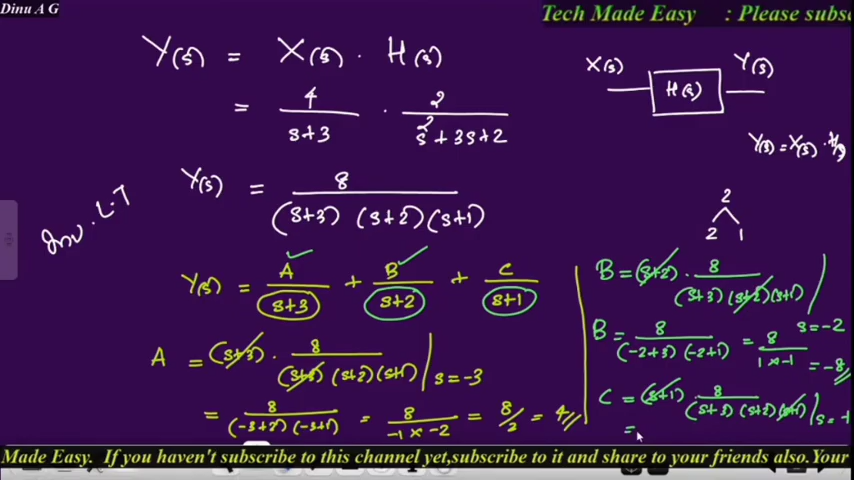 Dinu A G
Tech Made Easy : Please subs
Y(s) = X(s) · H(s)
= 4/(s+3) · 2/(s²+3s+2)
X(s) H(s) Y(s)
Y(s) = X(s) · H(s)
Inv. L.T
Y(s) = 8/((s+3) (s+2)(s+1))
2
2 1
Y(s) = A/(s+3) + B/(s+2) + C/(s+1)
A = (s+3) · 8/((s+3)(s+2)(s+1)) | s=-3
= 8/((-3+2)(-3+1)) = 8/(-1 × -2) = 8/2 = 4
B = (s+2) · 8/((s+3)(s+2)(s+1)) | s=-2
B = 8/((-2+3)(-2+1)) = 8/(1×-1) = -8
C = (s+1) 8/((s+3)(s+2)(s+1)) | s=-
=
Made Easy. If you haven't subscribe to this channel yet,subscribe to it and share to your friends also.Your